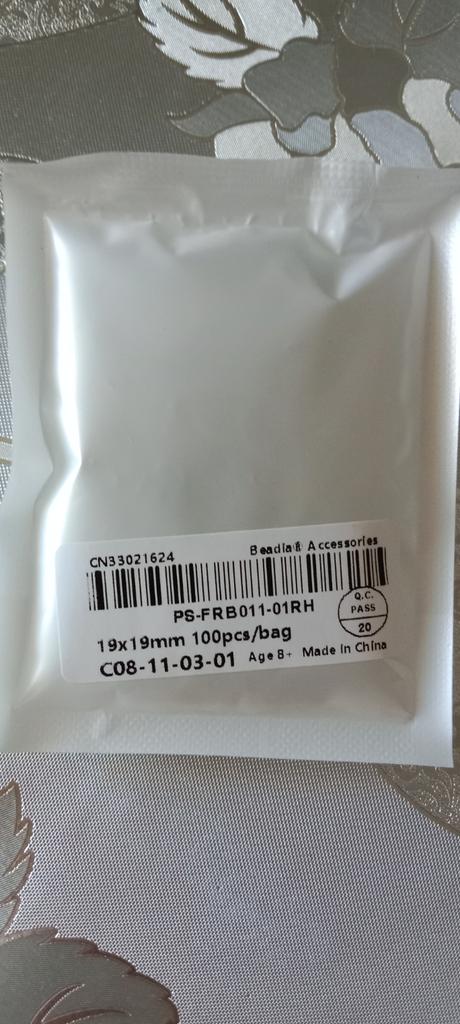 CN33021624 Beadia® Accessories
PS-FRB011-01RH
Q.C.
PASS
20
19x19mm 100pcs/bag
C08-11-03-01 Age 8+ Made In China